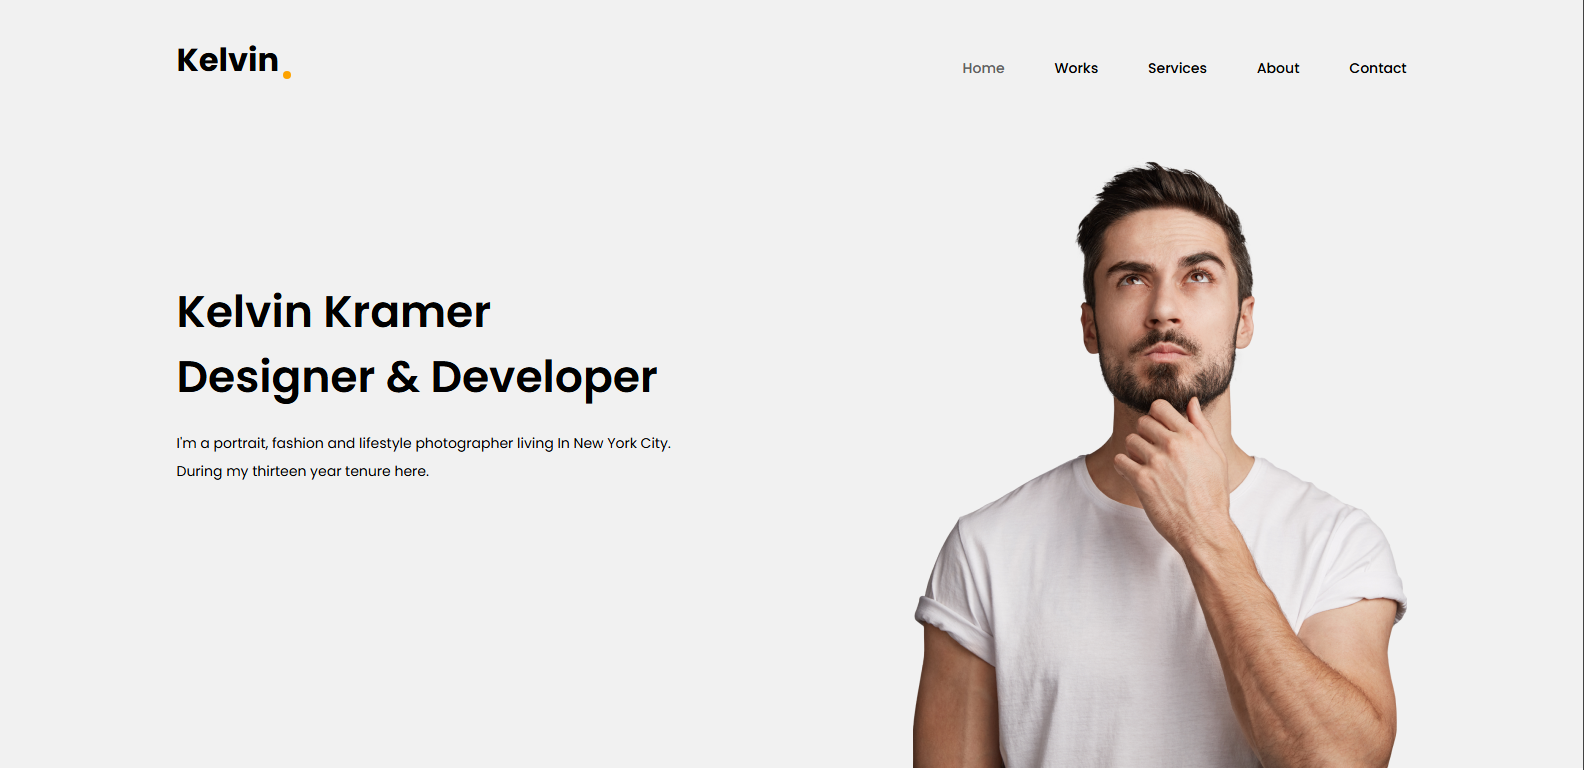 Kelvin.
Home Works Services About Contact
Kelvin Kramer
Designer & Developer
I'm a portrait, fashion and lifestyle photographer living In New York City.
During my thirteen year tenure here.